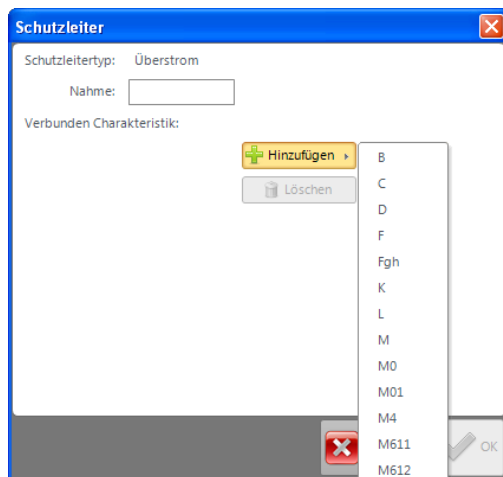 Schutzleiter
Schutzleitertyp: Überstrom
Nahme:
Verbunden Charakteristik:
Hinzufügen
Löschen
B
C
D
F
Fgh
K
L
M
M0
M01
M4
M611
M612
OK